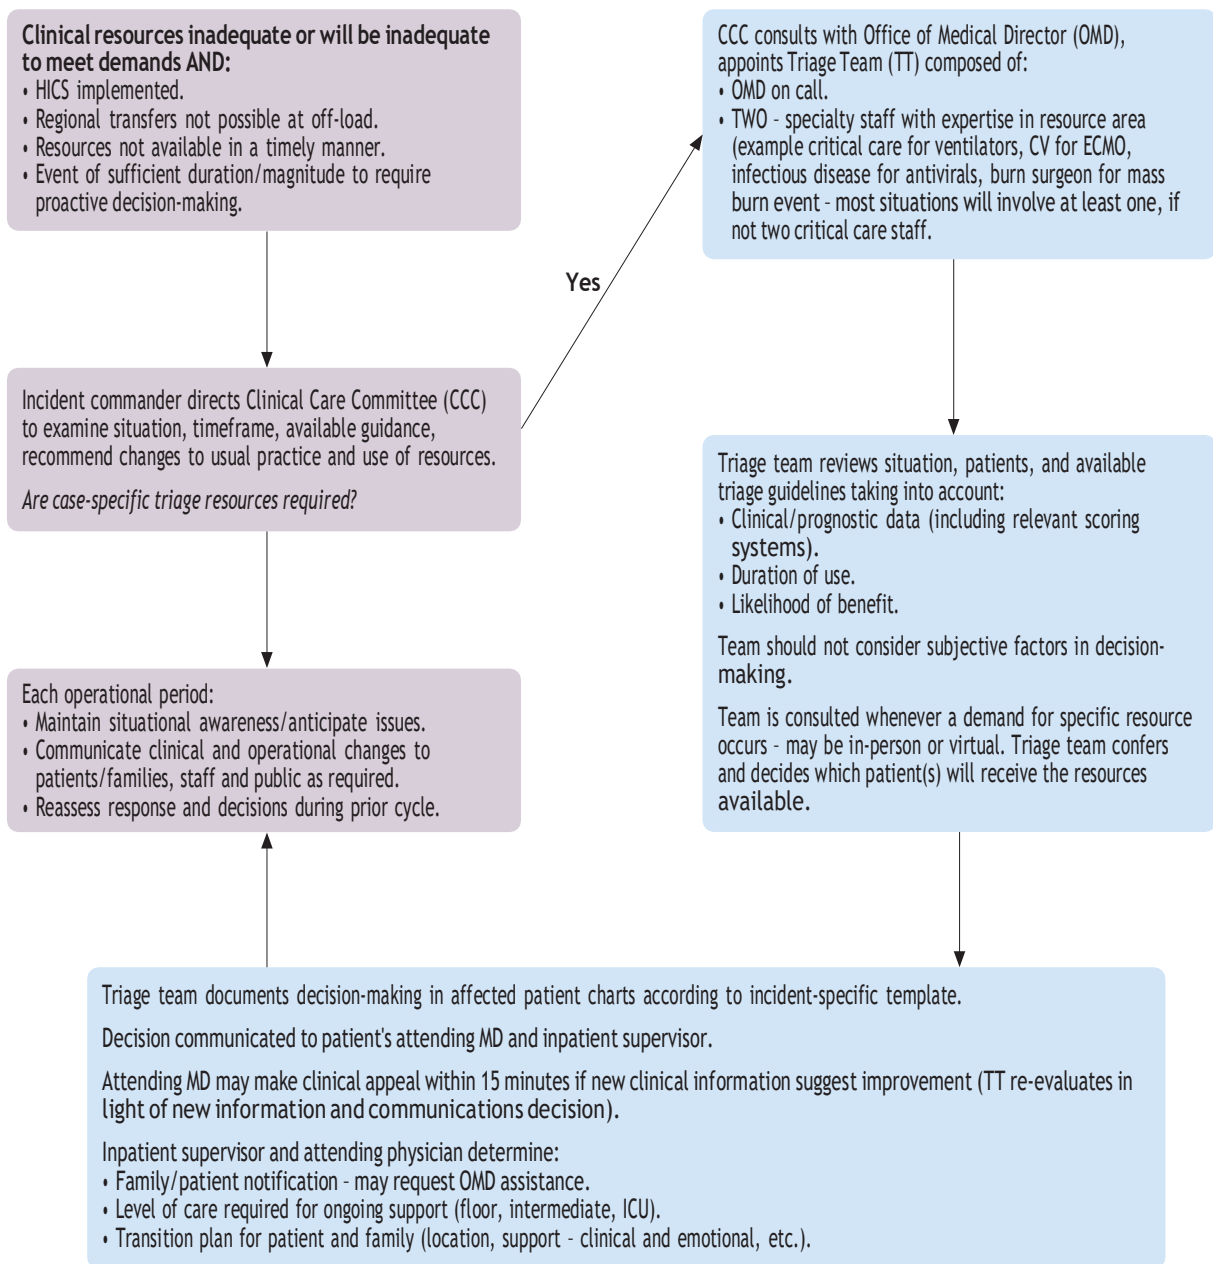 Clinical resources inadequate or will be inadequate
to meet demands AND:
• HICS implemented.
• Regional transfers not possible at off-load.
• Resources not available in a timely manner.
• Event of sufficient duration/magnitude to require
proactive decision-making.
Incident commander directs Clinical Care Committee (CCC)
to examine situation, timeframe, available guidance,
recommend changes to usual practice and use of resources.
Are case-specific triage resources required?
Each operational period:
• Maintain situational awareness/anticipate issues.
• Communicate clinical and operational changes to
patients/families, staff and public as required.
• Reassess response and decisions during prior cycle.
Yes
CCC consults with Office of Medical Director (OMD),
appoints Triage Team (TT) composed of:
• OMD on call.
• TWO - specialty staff with expertise in resource area
(example critical care for ventilators, CV for ECMO,
infectious disease for antivirals, burn surgeon for mass
burn event - most situations will involve at least one, if
not two critical care staff.
Triage team reviews situation, patients, and available
triage guidelines taking into account:
• Clinical/prognostic data (including relevant scoring
systems).
• Duration of use.
• Likelihood of benefit.
Team should not consider subjective factors in decision-
making.
Team is consulted whenever a demand for specific resource
occurs - may be in-person or virtual. Triage team confers
and decides which patient(s) will receive the resources
available.
Triage team documents decision-making in affected patient charts according to incident-specific template.
Decision communicated to patient's attending MD and inpatient supervisor.
Attending MD may make clinical appeal within 15 minutes if new clinical information suggest improvement (TT re-evaluates in
light of new information and communications decision).
Inpatient supervisor and attending physician determine:
• Family/patient notification - may request OMD assistance.
• Level of care required for ongoing support (floor, intermediate, ICU).
• Transition plan for patient and family (location, support - clinical and emotional, etc.).